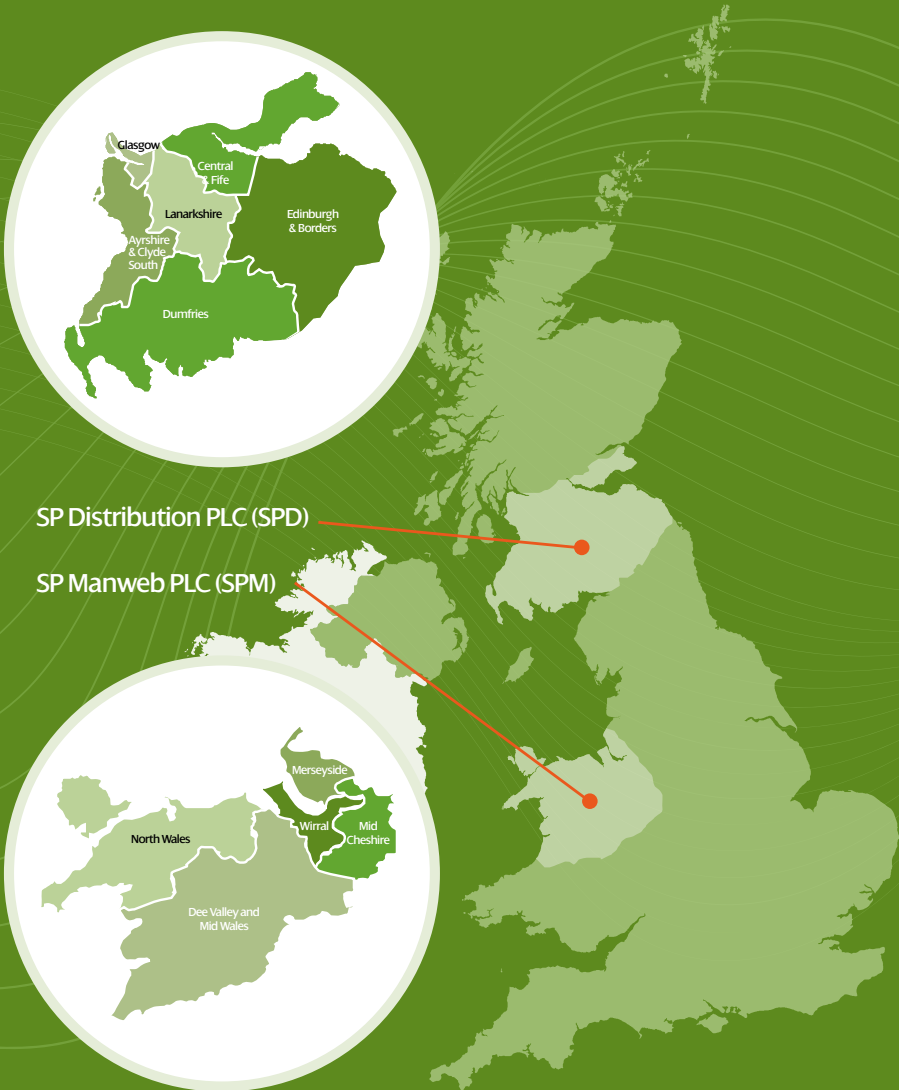 Glasgow
Central
& Fife
Lanarkshire
Edinburgh
& Borders
Ayrshire
& Clyde
South
Dumfries
SP Distribution PLC (SPD)
SP Manweb PLC (SPM)
Merseyside
Wirral
Mid
Cheshire
North Wales
Dee Valley and
Mid Wales